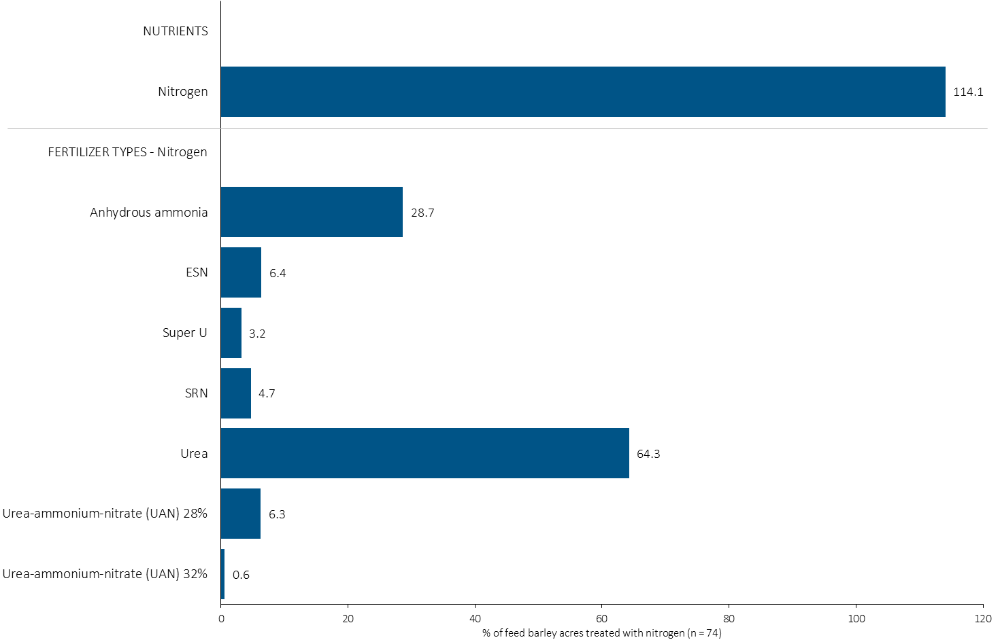 NUTRIENTS
Nitrogen 114.1
FERTILIZER TYPES - Nitrogen
Anhydrous ammonia 28.7
ESN 6.4
Super U 3.2
SRN 4.7
Urea 64.3
Urea-ammonium-nitrate (UAN) 28% 6.3
Urea-ammonium-nitrate (UAN) 32% 0.6
0 20 40 60 80 100 120
% of feed barley acres treated with nitrogen (n = 74)